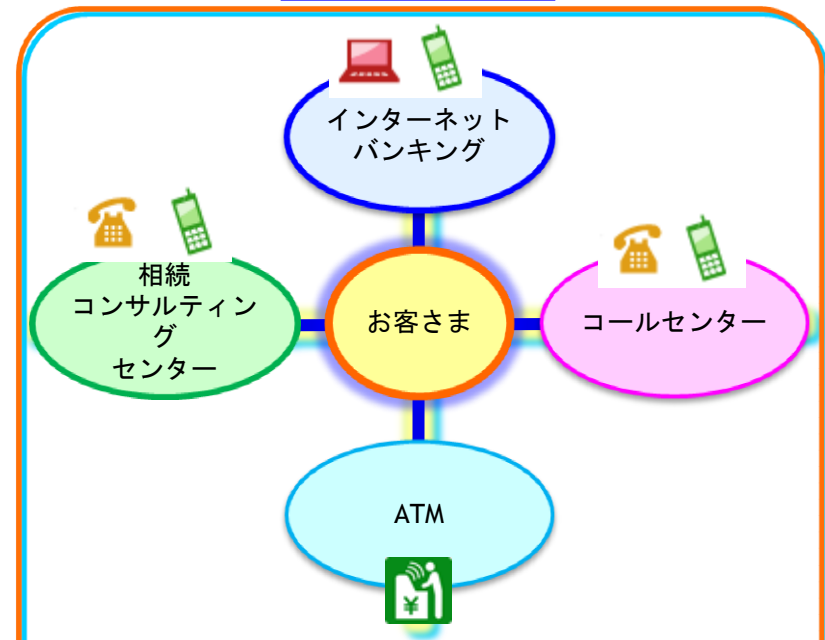 インターネット
バンキング
相続
コンサルティン
グ
センター
お客さま
コールセンター
ATM
¥